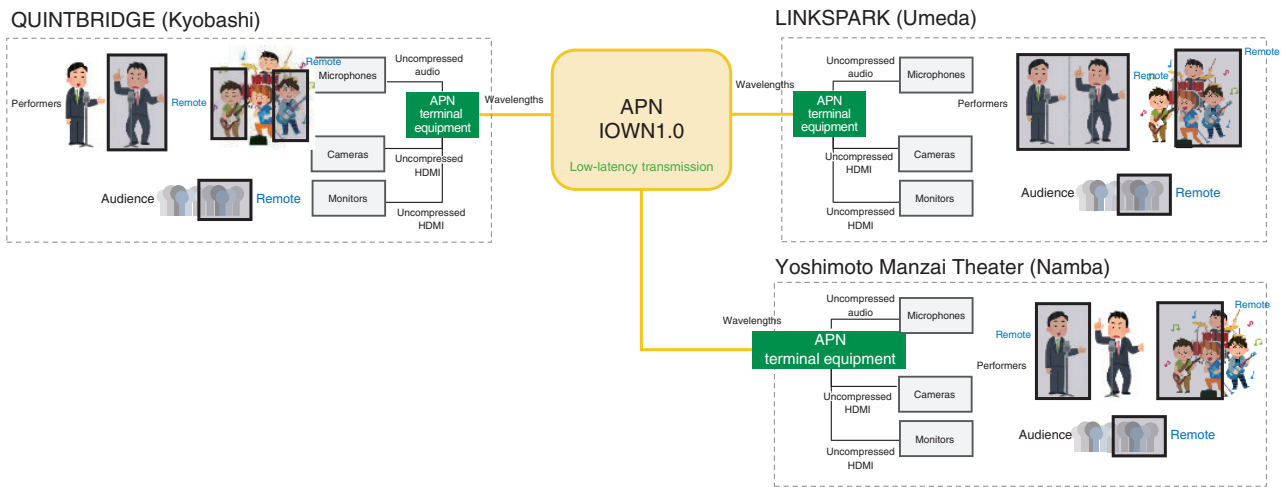 QUINTBRIDGE (Kyobashi)
Performers
Remote
Remote
Microphones
Uncompressed
audio
APN
terminal
equipment
Wavelengths
Cameras
Uncompressed
HDMI
Audience
Remote
Monitors
Uncompressed
HDMI
APN
IOWN1.0
Low-latency transmission
LINKSPARK (Umeda)
Wavelengths
Uncompressed
audio
Microphones
APN
terminal
equipment
Performers
Remote
Remote
Cameras
Uncompressed
HDMI
Monitors
Uncompressed
HDMI
Audience
Remote
Yoshimoto Manzai Theater (Namba)
Wavelengths
Uncompressed
audio
Microphones
APN
terminal equipment
Remote
Remote
Performers
Uncompressed
HDMI
Cameras
Monitors
Uncompressed
HDMI
Audience
Remote